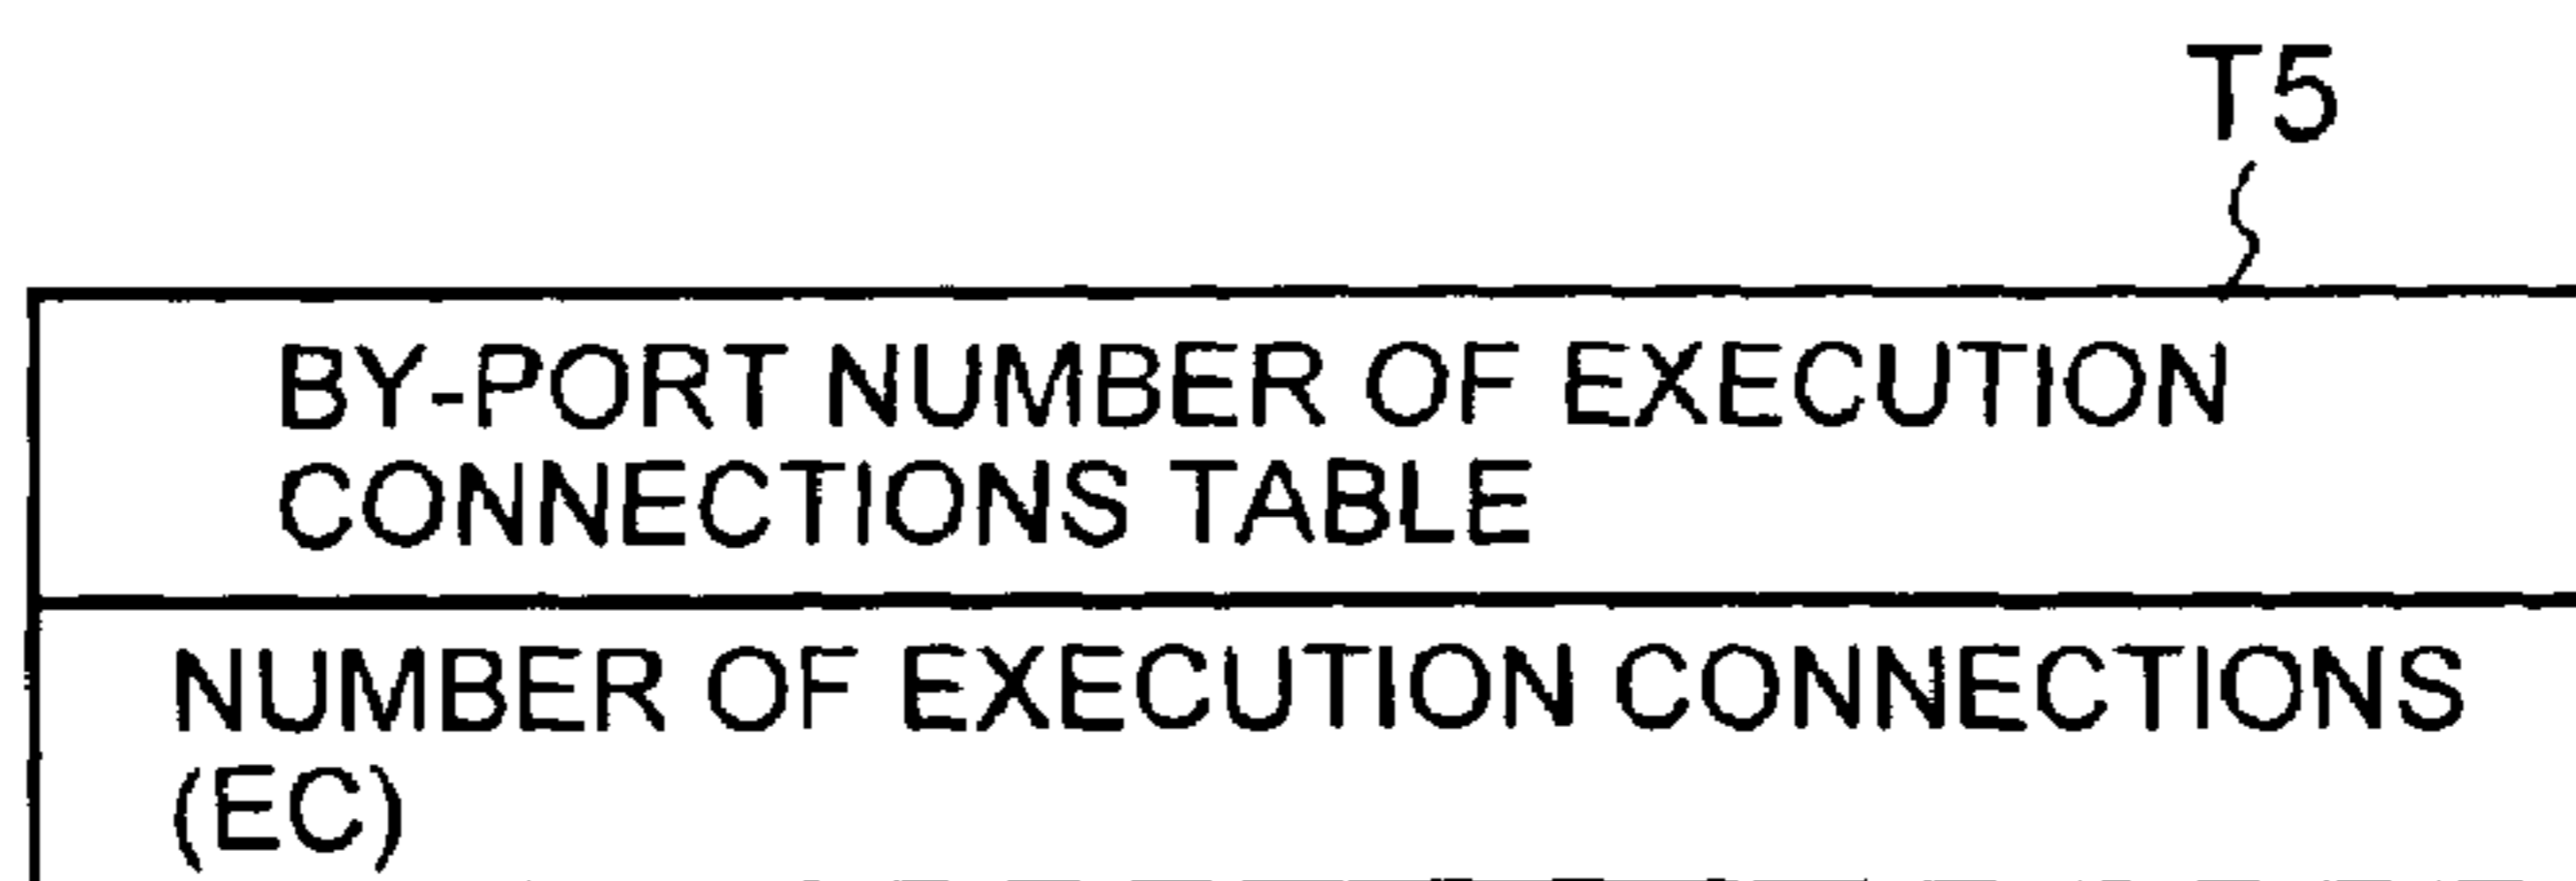 T5
BY-PORT NUMBER OF EXECUTION
CONNECTIONS TABLE
NUMBER OF EXECUTION CONNECTIONS
(EC)